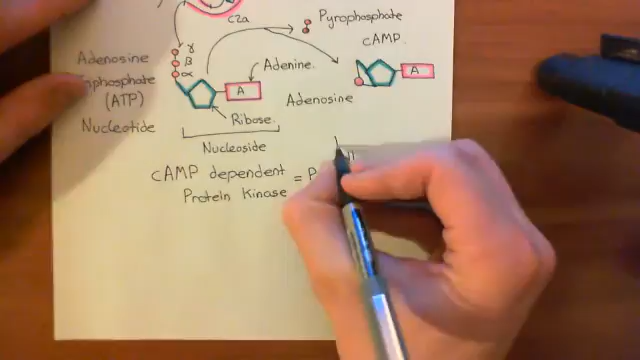 C2a
Pyrophosphate
cAMP.
γ
β
α
Adenosine
Triphosphate
(ATP)
Nucleotide
Adenine.
A
A
Adenosine
Ribose.
Nucleoside
cAMP dependent
Protein Kinase
= P